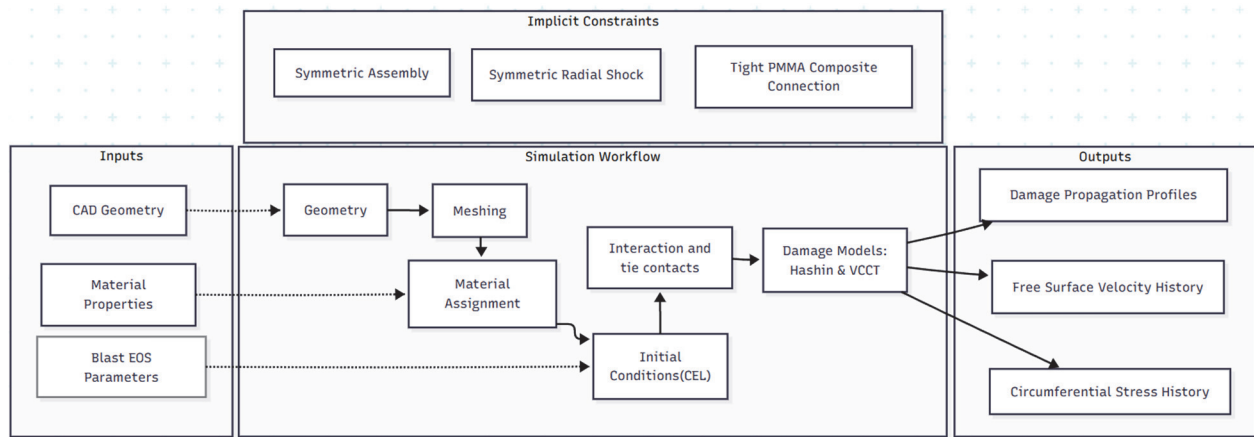 Implicit Constraints
Symmetric Assembly
Symmetric Radial Shock
Tight PMMA Composite
Connection
Inputs
CAD Geometry
Material
Properties
Blast EOS
Parameters
Simulation Workflow
Geometry
Meshing
Material
Assignment
Initial
Conditions(CEL)
Interaction and
tie contacts
Damage Models:
Hashin & VCCT
Outputs
Damage Propagation Profiles
Free Surface Velocity History
Circumferential Stress History